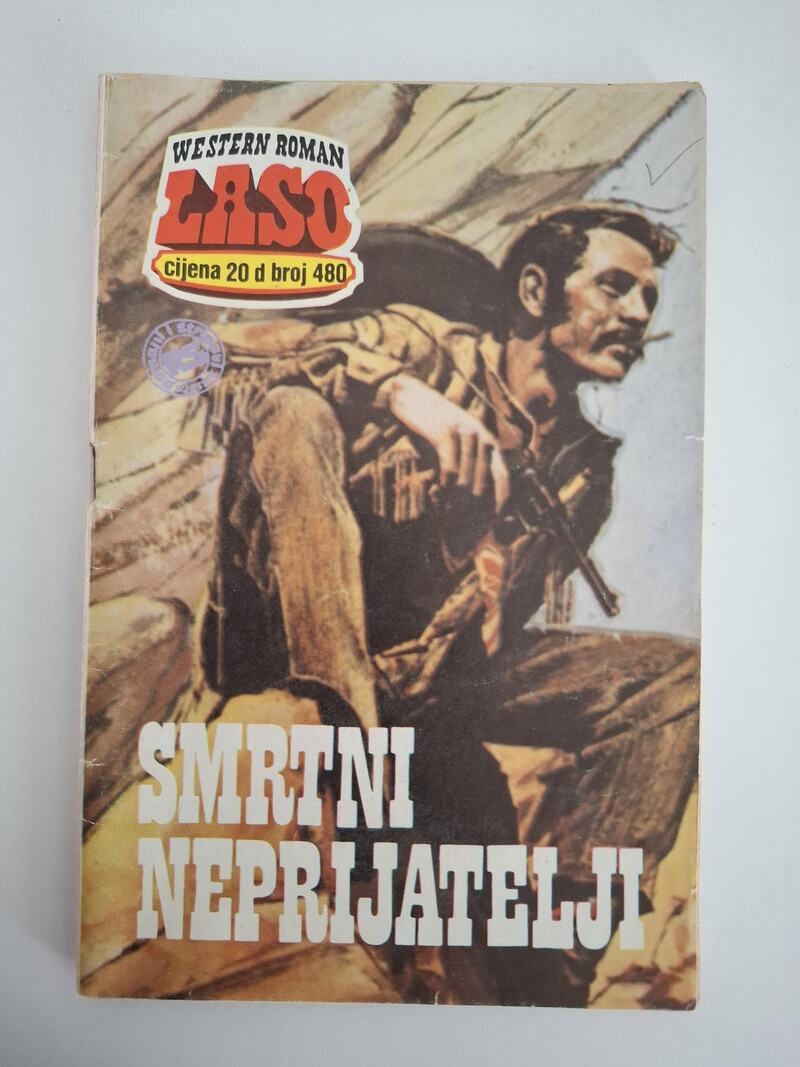 WESTERN ROMAN
LASO
cijena 20 d broj 480
SMRTNI
NEPRIJATELJI